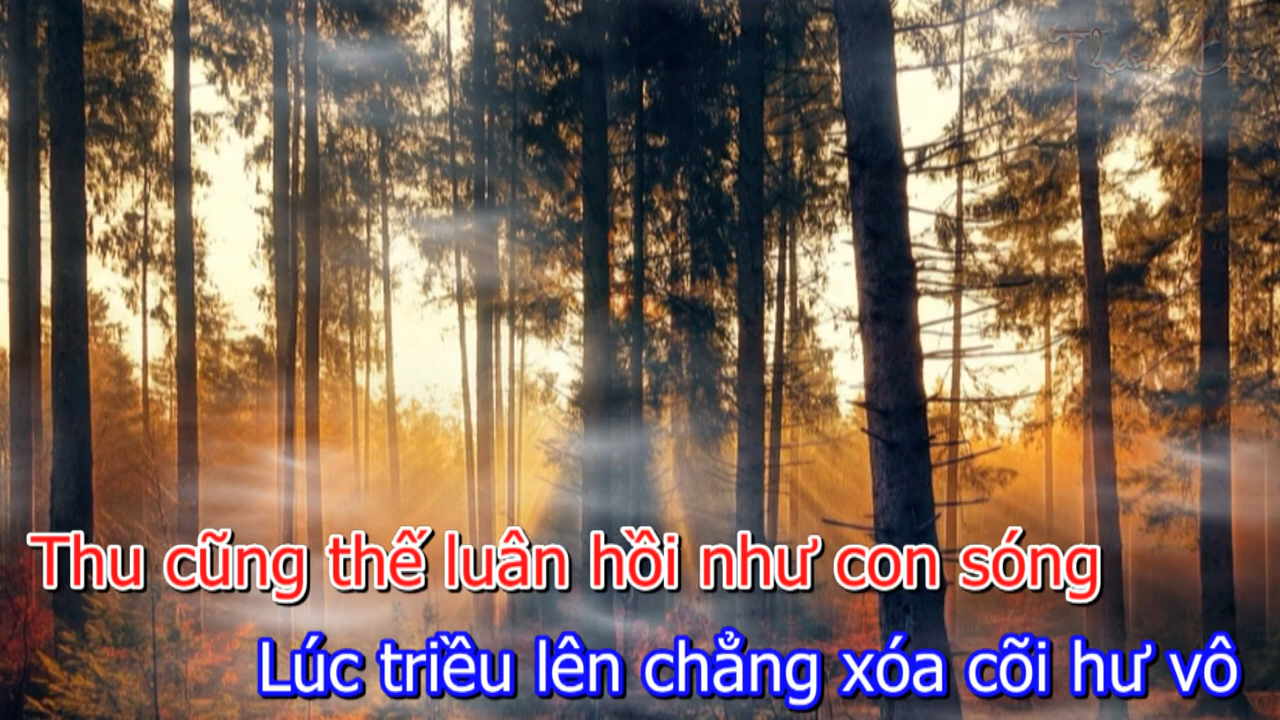 Thu cũng thế luân hồi như con sóng
Lúc triều lên chẳng xóa cõi hư vô